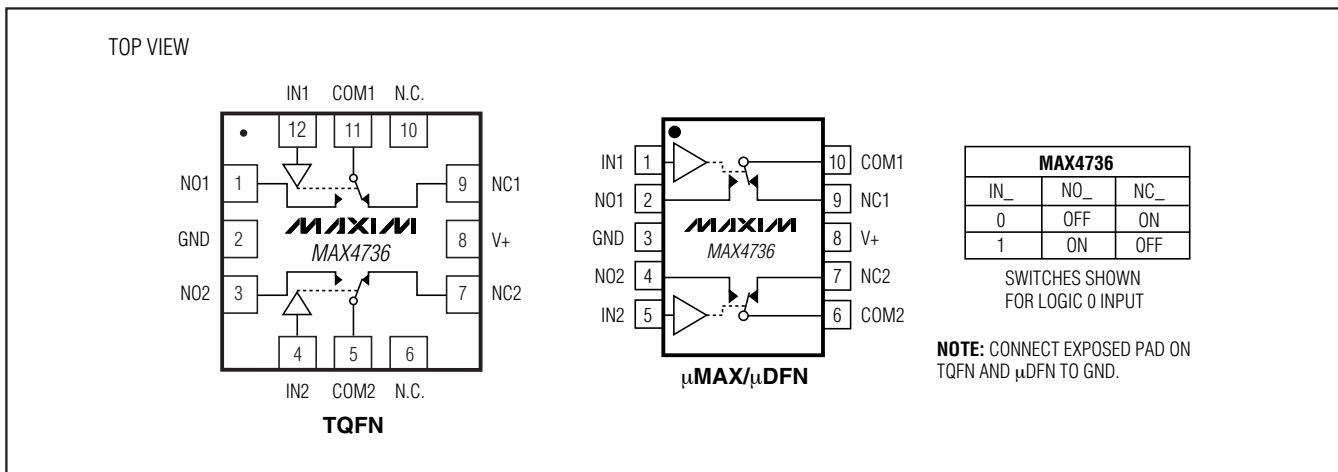 TOP VIEW
IN1 COM1 N.C.
12 11 10
NO1 1 9 NC1
MAXIM
GND 2 8 V+
MAX4736
NO2 3 7 NC2
4 5 6
IN2 COM2 N.C.
TQFN
IN1 1 10 COM1
NO1 2 9 NC1
MAXIM
GND 3 8 V+
MAX4736
NO2 4 7 NC2
IN2 5 6 COM2
µMAX/µDFN
MAX4736
IN_ NO_ NC_
0 OFF ON
1 ON OFF
SWITCHES SHOWN
FOR LOGIC 0 INPUT
NOTE: CONNECT EXPOSED PAD ON
TQFN AND µDFN TO GND.